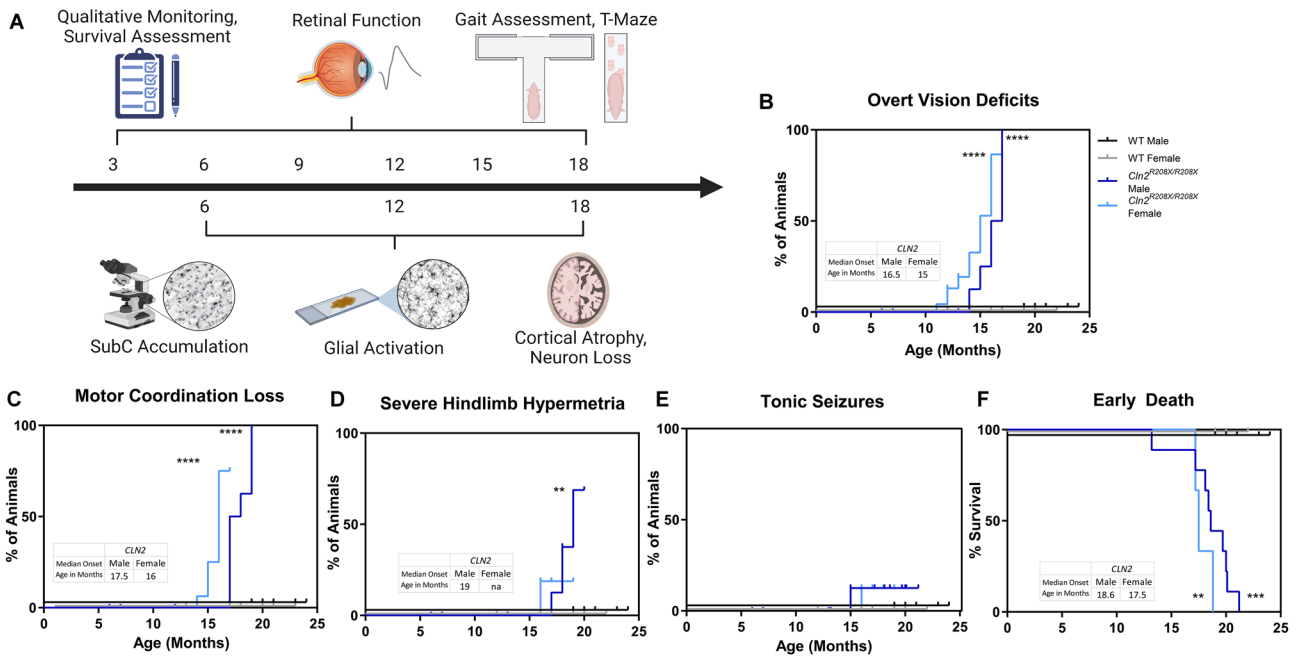 A
Qualitative Monitoring,
Survival Assessment
Retinal Function
Gait Assessment, T-Maze
3 6 9 12 15 18
6 12 18
SubC Accumulation
Glial Activation
Cortical Atrophy,
Neuron Loss
B
Overt Vision Deficits
% of Animals
100
50
0
0 5 10 15 20 25
Age (Months)
****
****
CLN2
Median Onset
Age in Months
Male Female
16.5 15
WT Male
WT Female
Cln2R208X/R208X
Male
Cln2R208X/R208X
Female
C
Motor Coordination Loss
% of Animals
100
50
0
0 5 10 15 20 25
Age (Months)
****
****
CLN2
Median Onset
Age in Months
Male Female
17.5 16
D
Severe Hindlimb Hypermetria
% of Animals
100
50
0
0 5 10 15 20 25
Age (Months)
**
CLN2
Median Onset
Age in Months
Male Female
19 na
E
Tonic Seizures
% of Animals
100
50
0
0 5 10 15 20 25
Age (Months)
F
Early Death
% Survival
100
50
0
0 5 10 15 20 25
Age (Months)
**
***
CLN2
Median Onset
Age in Months
Male Female
18.6 17.5